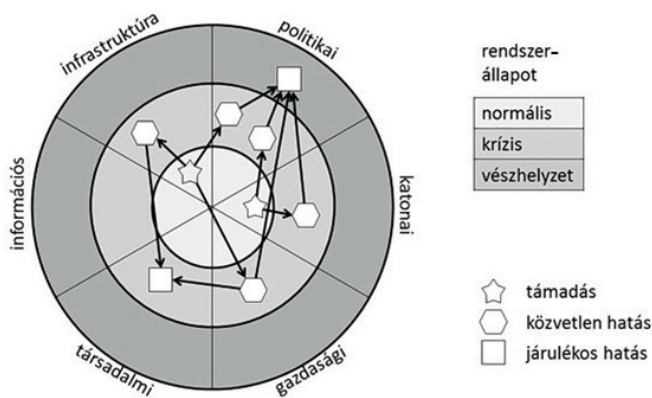 infrastruktúra
politikai
információs
katonai
társadalmi
gazdasági
rendszer–
állapot
normális
krízis
vészhelyzet
támadás
közvetlen hatás
járulékos hatás